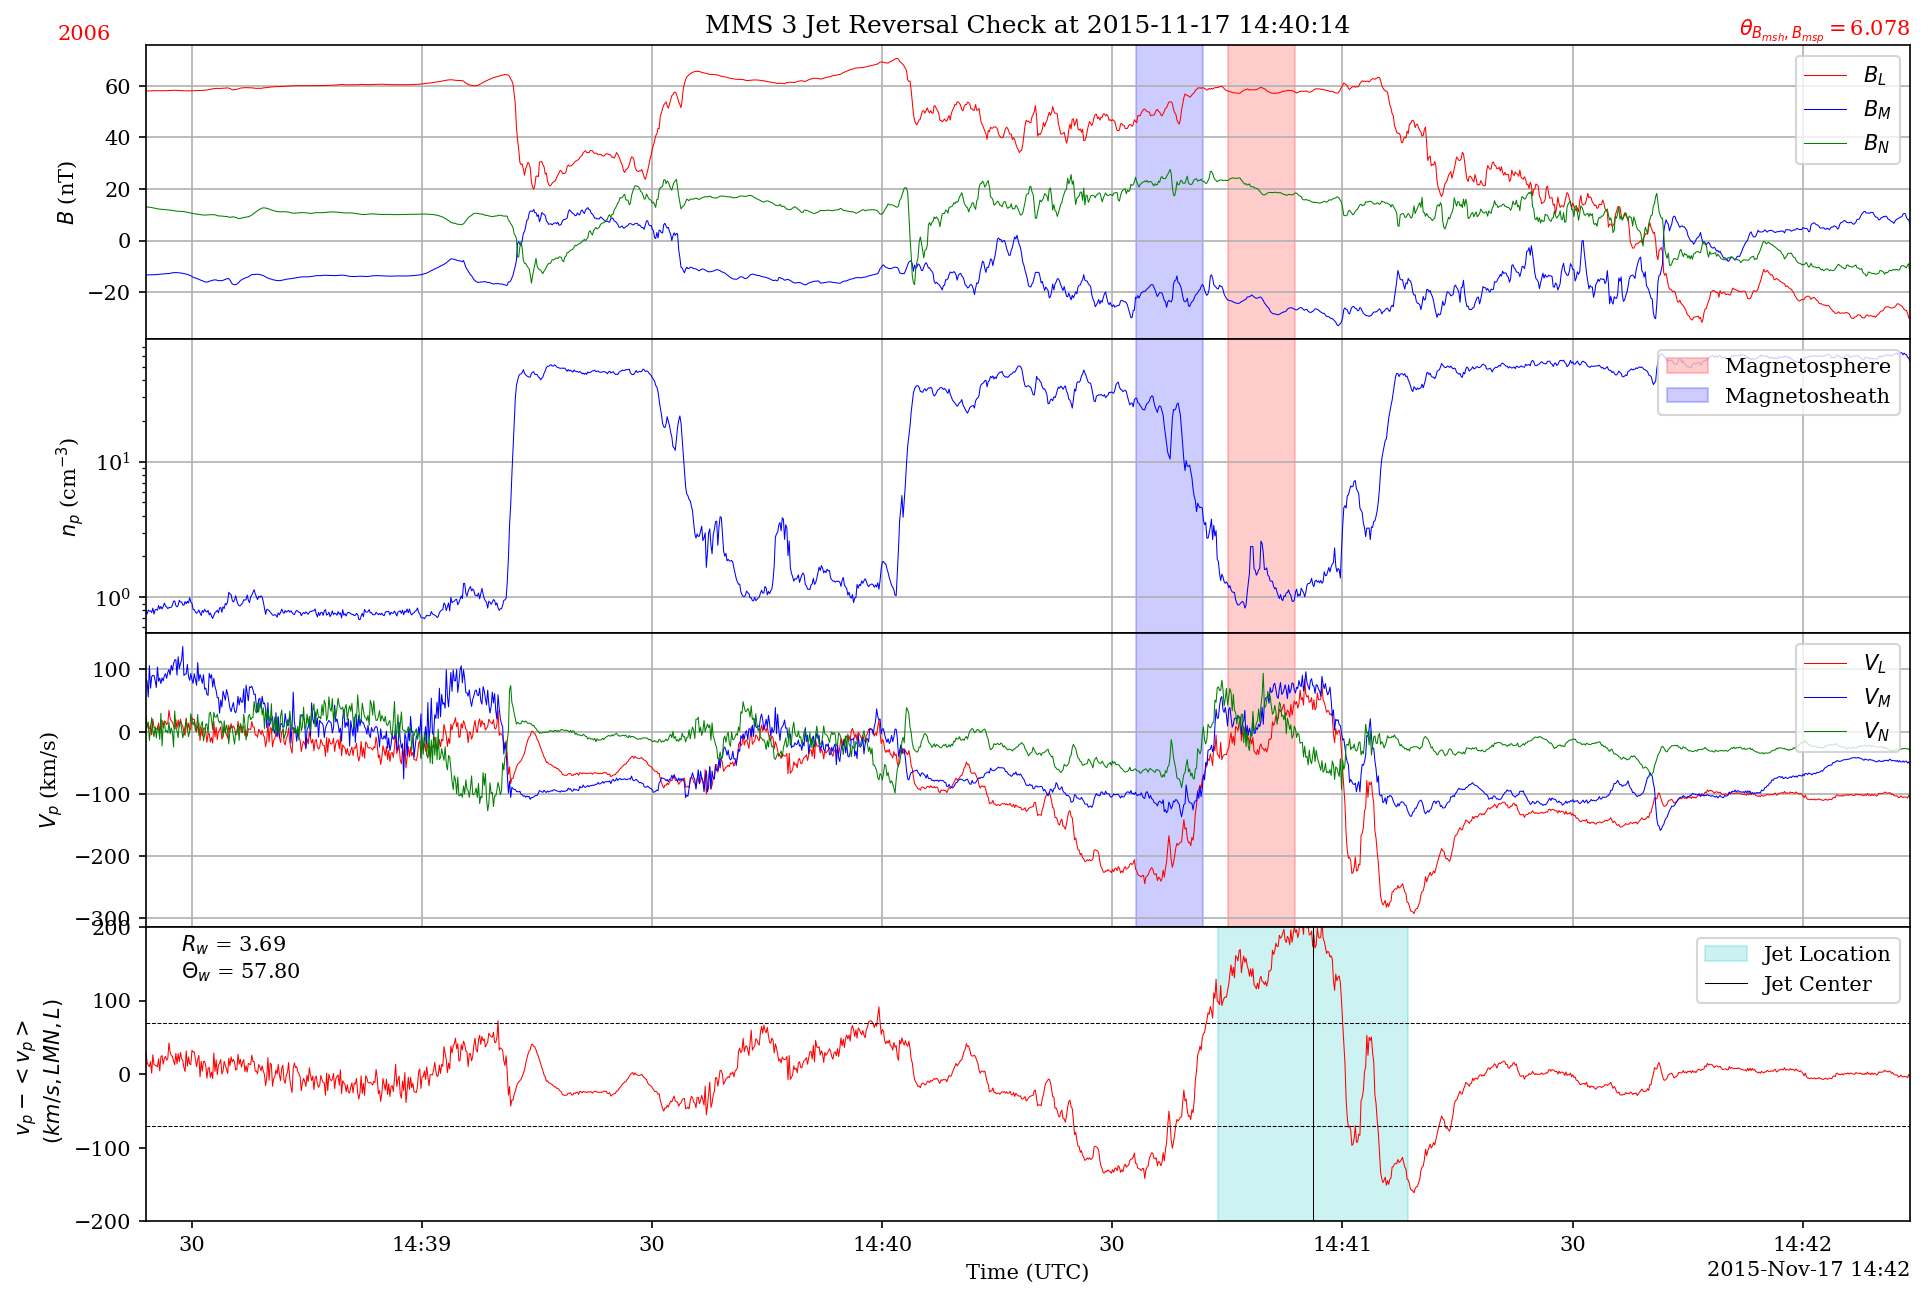 MMS 3 Jet Reversal Check at 2015-11-17 14:40:14
2006
θ_{B_{msh}, B_{msp}} = 6.078
B_L
B_M
B_N
60
40
20
0
−20
B (nT)
Magnetosphere
Magnetosheath
10^1
10^0
n_p (cm^{−3})
V_L
V_M
V_N
100
0
−100
−200
−300
V_p (km/s)
R_w = 3.69
Θ_w = 57.80
Jet Location
Jet Center
200
100
0
−100
−200
v_p − < v_p >
(km/s, LMN, L)
30
14:39
30
14:40
30
14:41
30
14:42
Time (UTC)
2015-Nov-17 14:42